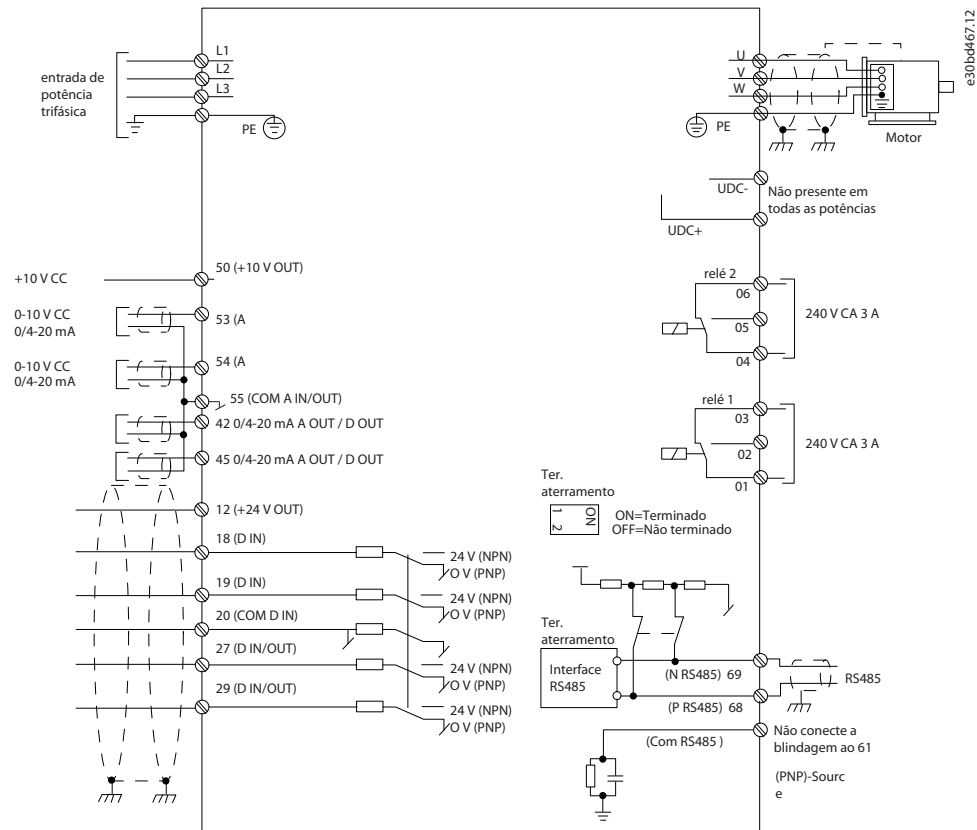 e30bd467.12
entrada de
potência
trifásica
L1
L2
L3
PE
U
V
W
PE
Motor
UDC-
Não presente em
todas as potências
UDC+
+10 V CC
50 (+10 V OUT)
0-10 V CC
0/4-20 mA
53 (A
0-10 V CC
0/4-20 mA
54 (A
55 (COM A IN/OUT)
42 0/4-20 mA A OUT / D OUT
45 0/4-20 mA A OUT / D OUT
12 (+24 V OUT)
18 (D IN)
24 V (NPN)
O V (PNP)
19 (D IN)
24 V (NPN)
O V (PNP)
20 (COM D IN)
27 (D IN/OUT)
24 V (NPN)
O V (PNP)
29 (D IN/OUT)
24 V (NPN)
O V (PNP)
relé 2
06
05
04
240 V CA 3 A
relé 1
03
02
01
240 V CA 3 A
Ter.
aterramento
1 2
ON
ON=Terminado
OFF=Não terminado
Ter.
aterramento
Interface
RS485
(N RS485) 69
RS485
(P RS485) 68
(Com RS485 )
Não conecte a
blindagem ao 61
(PNP)-Sourc
e